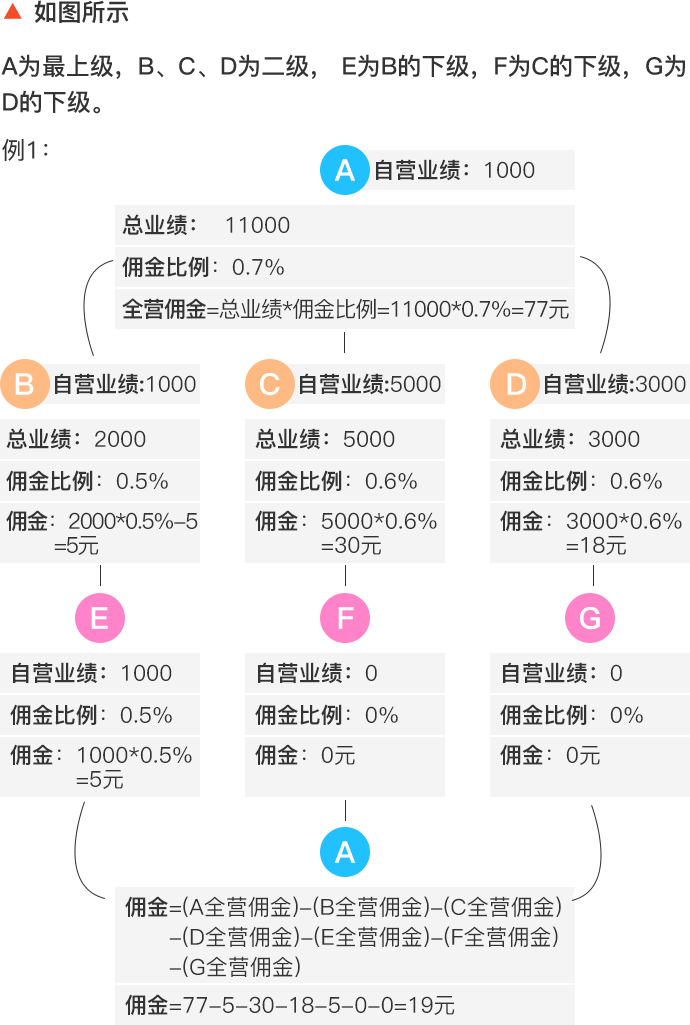 ▲ 如图所示
A为最上级，B、C、D为二级， E为B的下级，F为C的下级，G为
D的下级。
例1：
A 自营业绩：1000
总业绩： 11000
佣金比例：0.7%
全营佣金=总业绩*佣金比例=11000*0.7%=77元
B 自营业绩:1000
总业绩：2000
佣金比例：0.5%
佣金：2000*0.5%-5
=5元
C 自营业绩:5000
总业绩：5000
佣金比例：0.6%
佣金：5000*0.6%
=30元
D 自营业绩:3000
总业绩：3000
佣金比例：0.6%
佣金：3000*0.6%
=18元
E
自营业绩：1000
佣金比例：0.5%
佣金：1000*0.5%
=5元
F
自营业绩：0
佣金比例：0%
佣金：0元
G
自营业绩：0
佣金比例：0%
佣金：0元
A
佣金=(A全营佣金)-(B全营佣金)-(C全营佣金)
-(D全营佣金)-(E全营佣金)-(F全营佣金)
-(G全营佣金)
佣金=77-5-30-18-5-0-0=19元